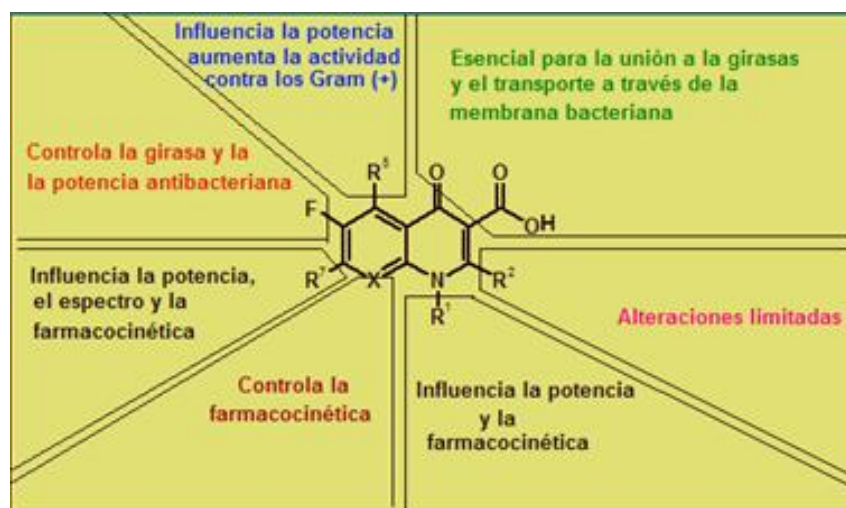 Influencia la potencia
aumenta la actividad
contra los Gram (+)
Esencial para la unión a la girasas
y el transporte a través de la
membrana bacteriana
Controla la girasa y la
la potencia antibacteriana
R⁵
O
O
F
OH
R⁷
X
N
R²
R¹
Influencia la potencia,
el espectro y la
farmacocinética
Alteraciones limitadas
Controla la
farmacocinética
Influencia la potencia
y la
farmacocinética